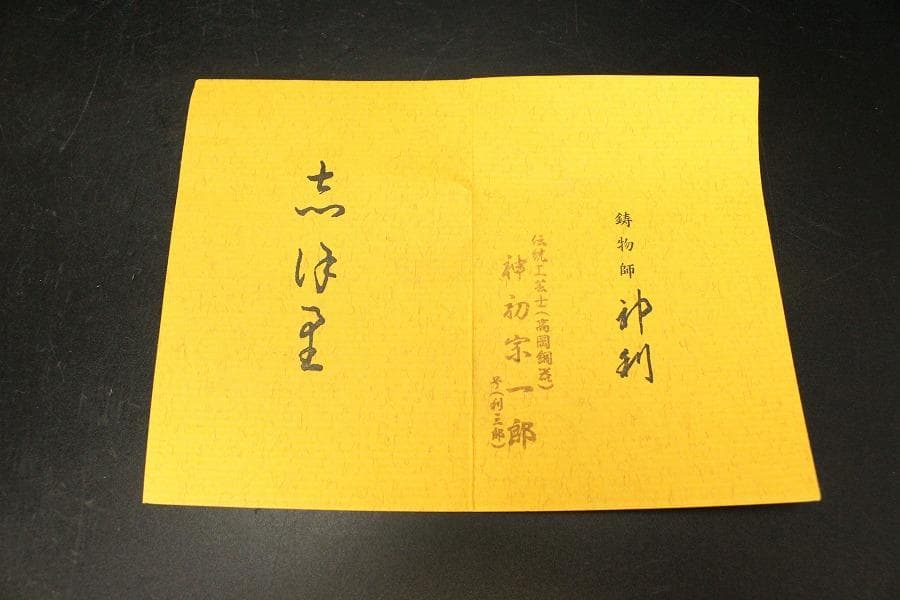 鋳物師 神利
伝統工芸士(高岡銅器)
神初宗一郎
号(利三郎)
志保里